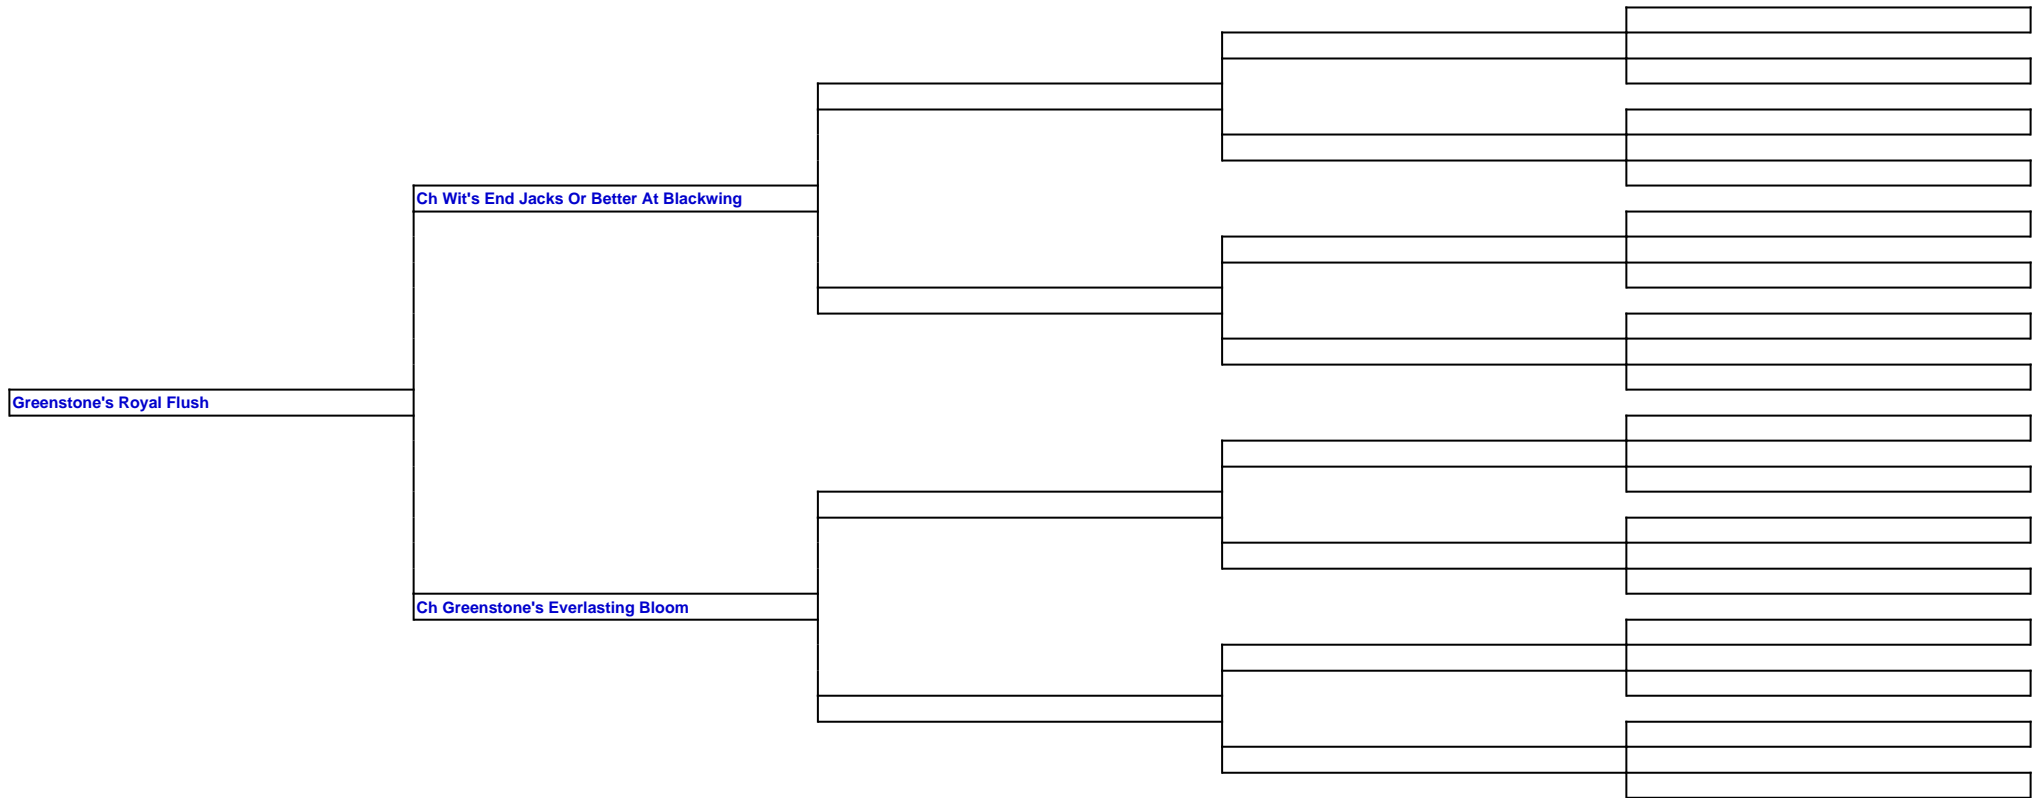 Ch Wit's End Jacks Or Better At Blackwing
Greenstone's Royal Flush
Ch Greenstone's Everlasting Bloom